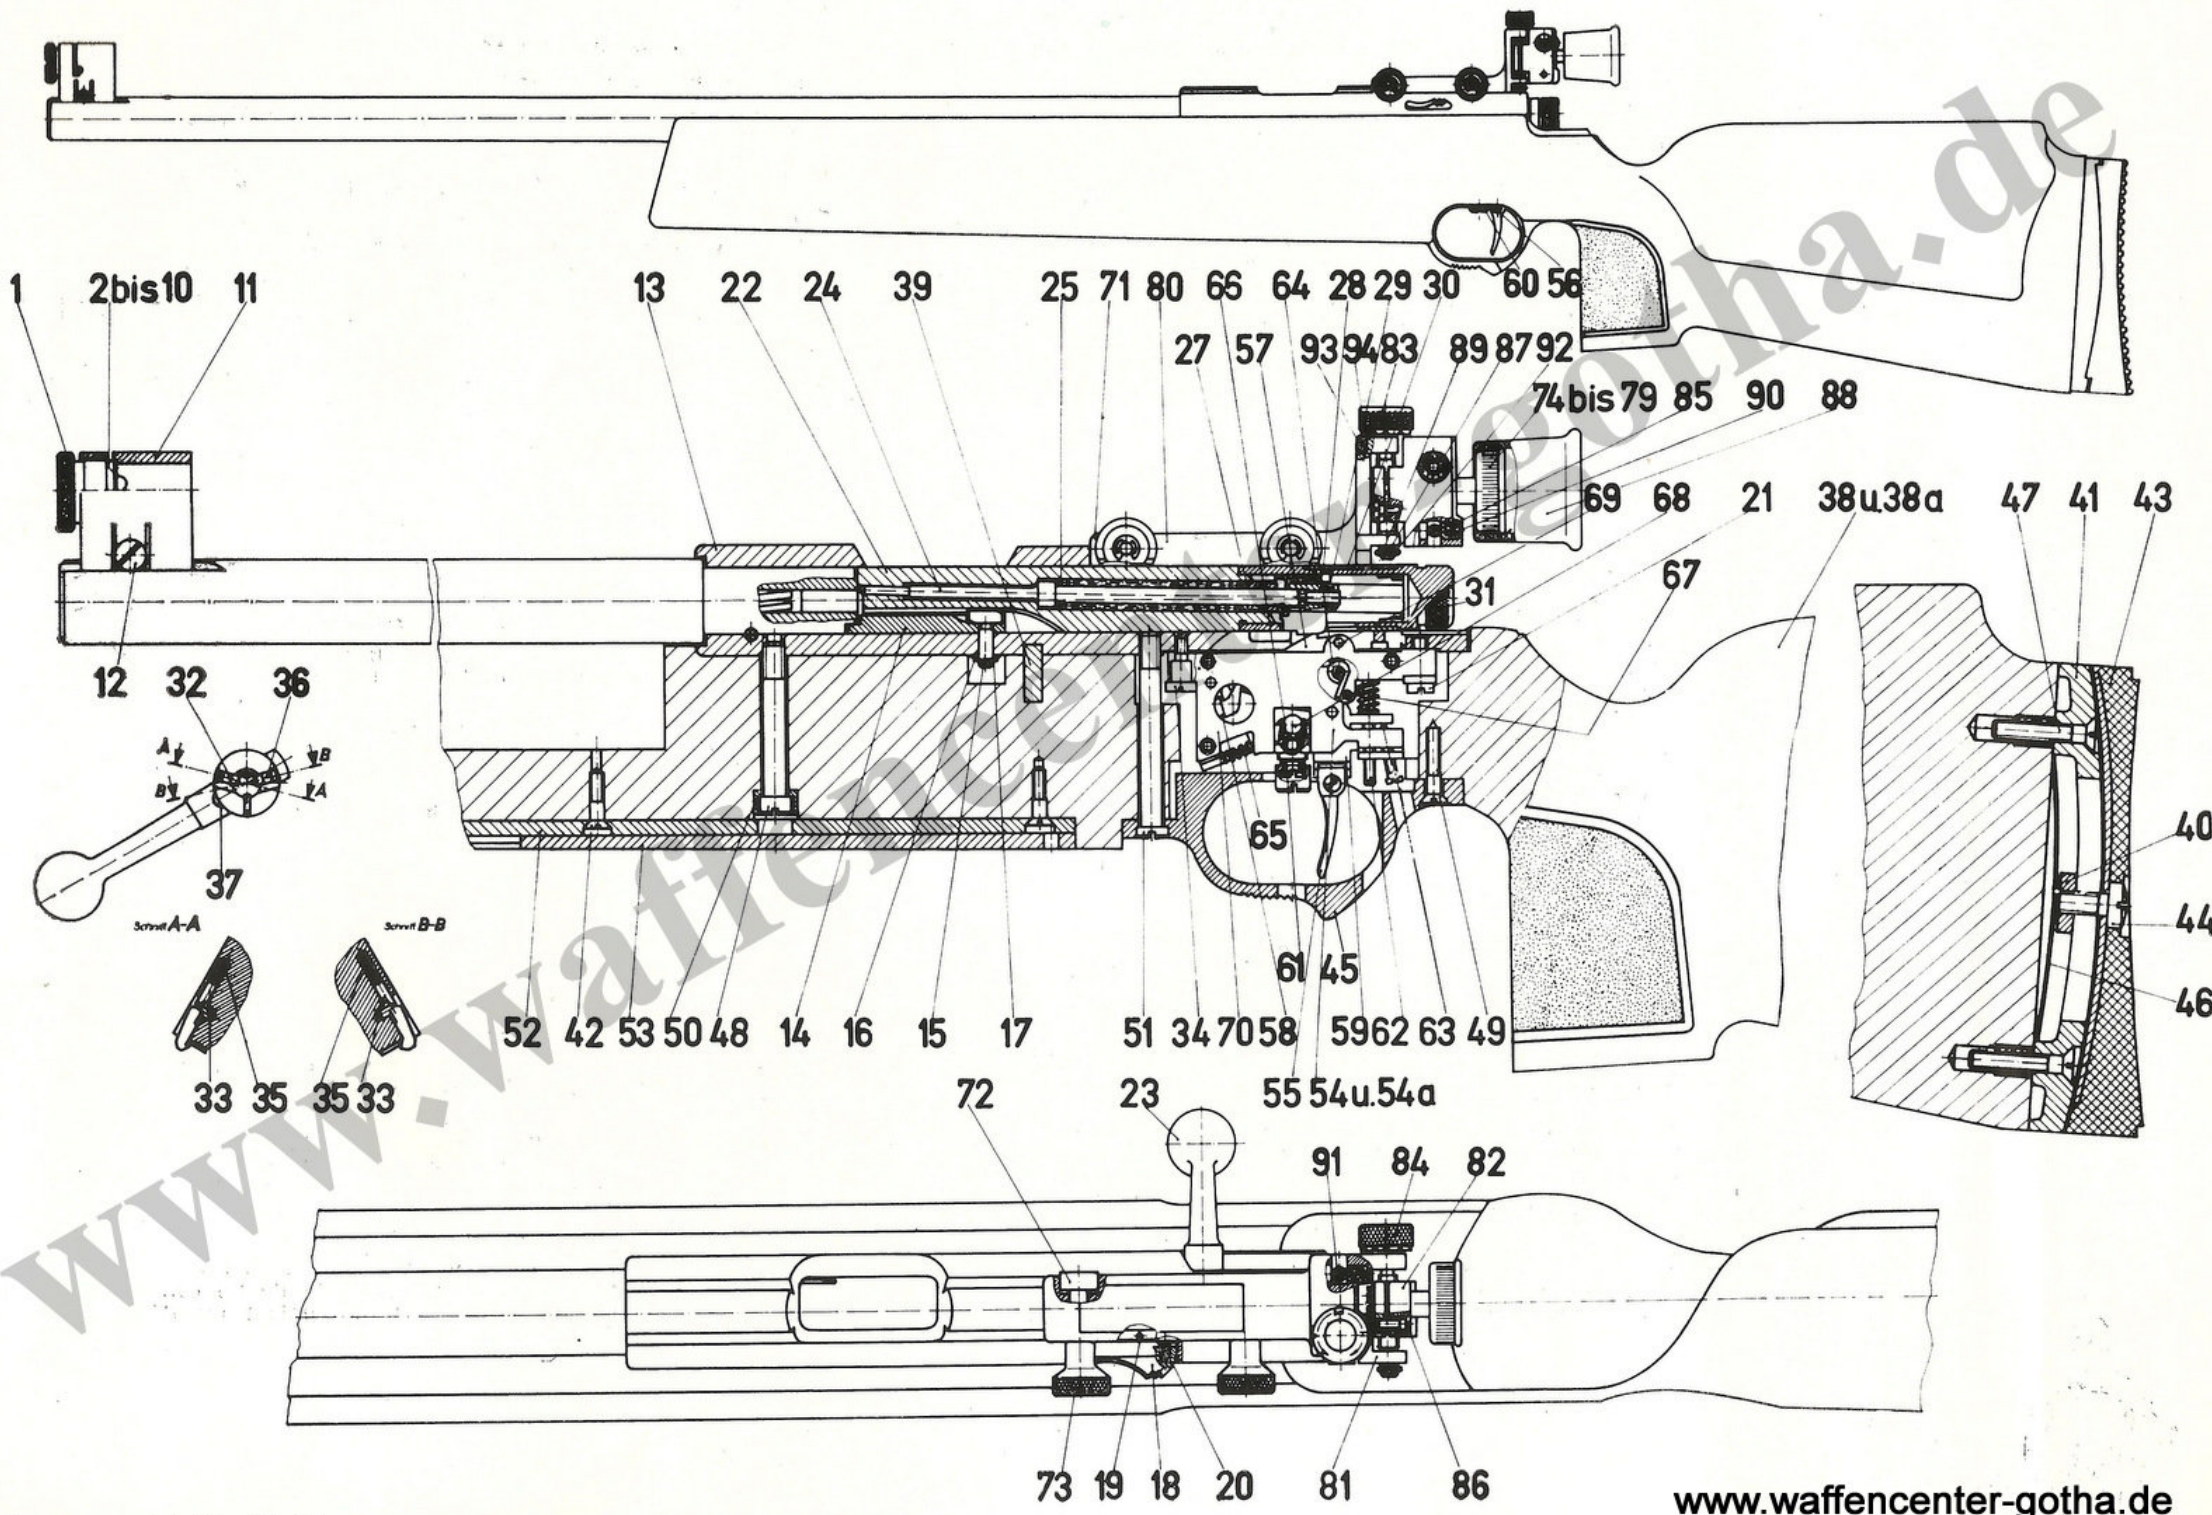 1 2bis10 11 13 22 24 39 25 71 80 66 64 28 29 30 60 56
27 57 93 94 83 89 87 92
74bis 79 85 90 88
69 68 21 38u.38a 47 41 43
31 67
12 32 36
A B
B A
37
65
40
Schnitt A-A Schnitt B-B
44
61 45
46
52 42 53 50 48 14 16 15 17 51 34 70 58 59 62 63 49
33 35 35 33
72 23 55 54u.54a
91 84 82
73 19 18 20 81 86
www.waffencenter-gotha.de
www.waffencenter-gotha.de